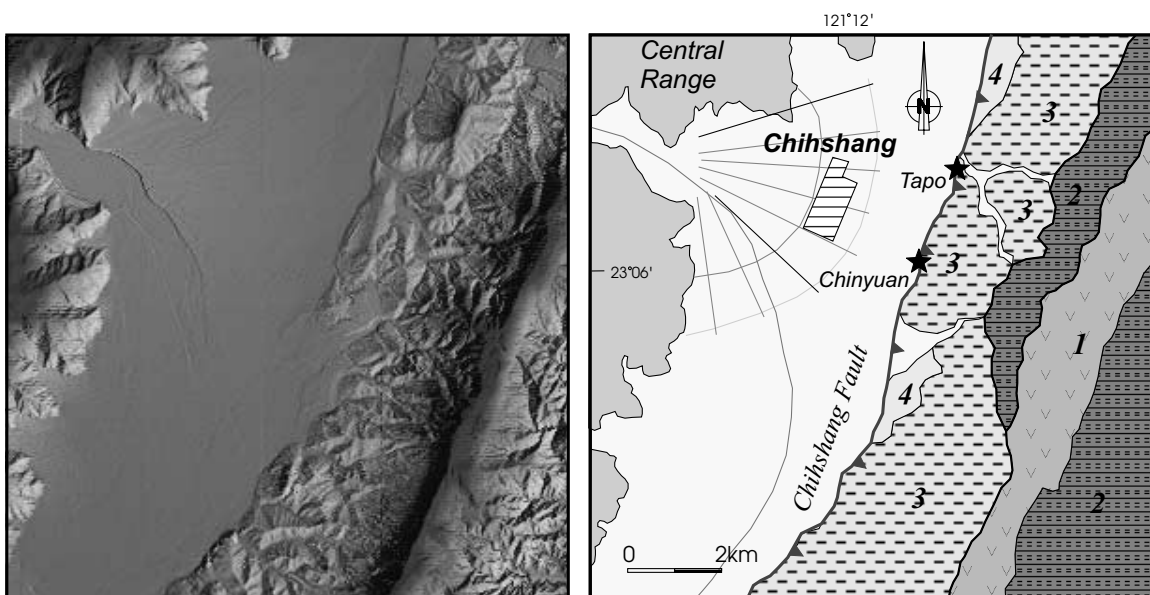 121°12'
Central
Range
4
3
N
Chihshang
Tapo
2
3
23°06'
Chinyuan
3
1
4
Chihshang Fault
3
2
0 2km